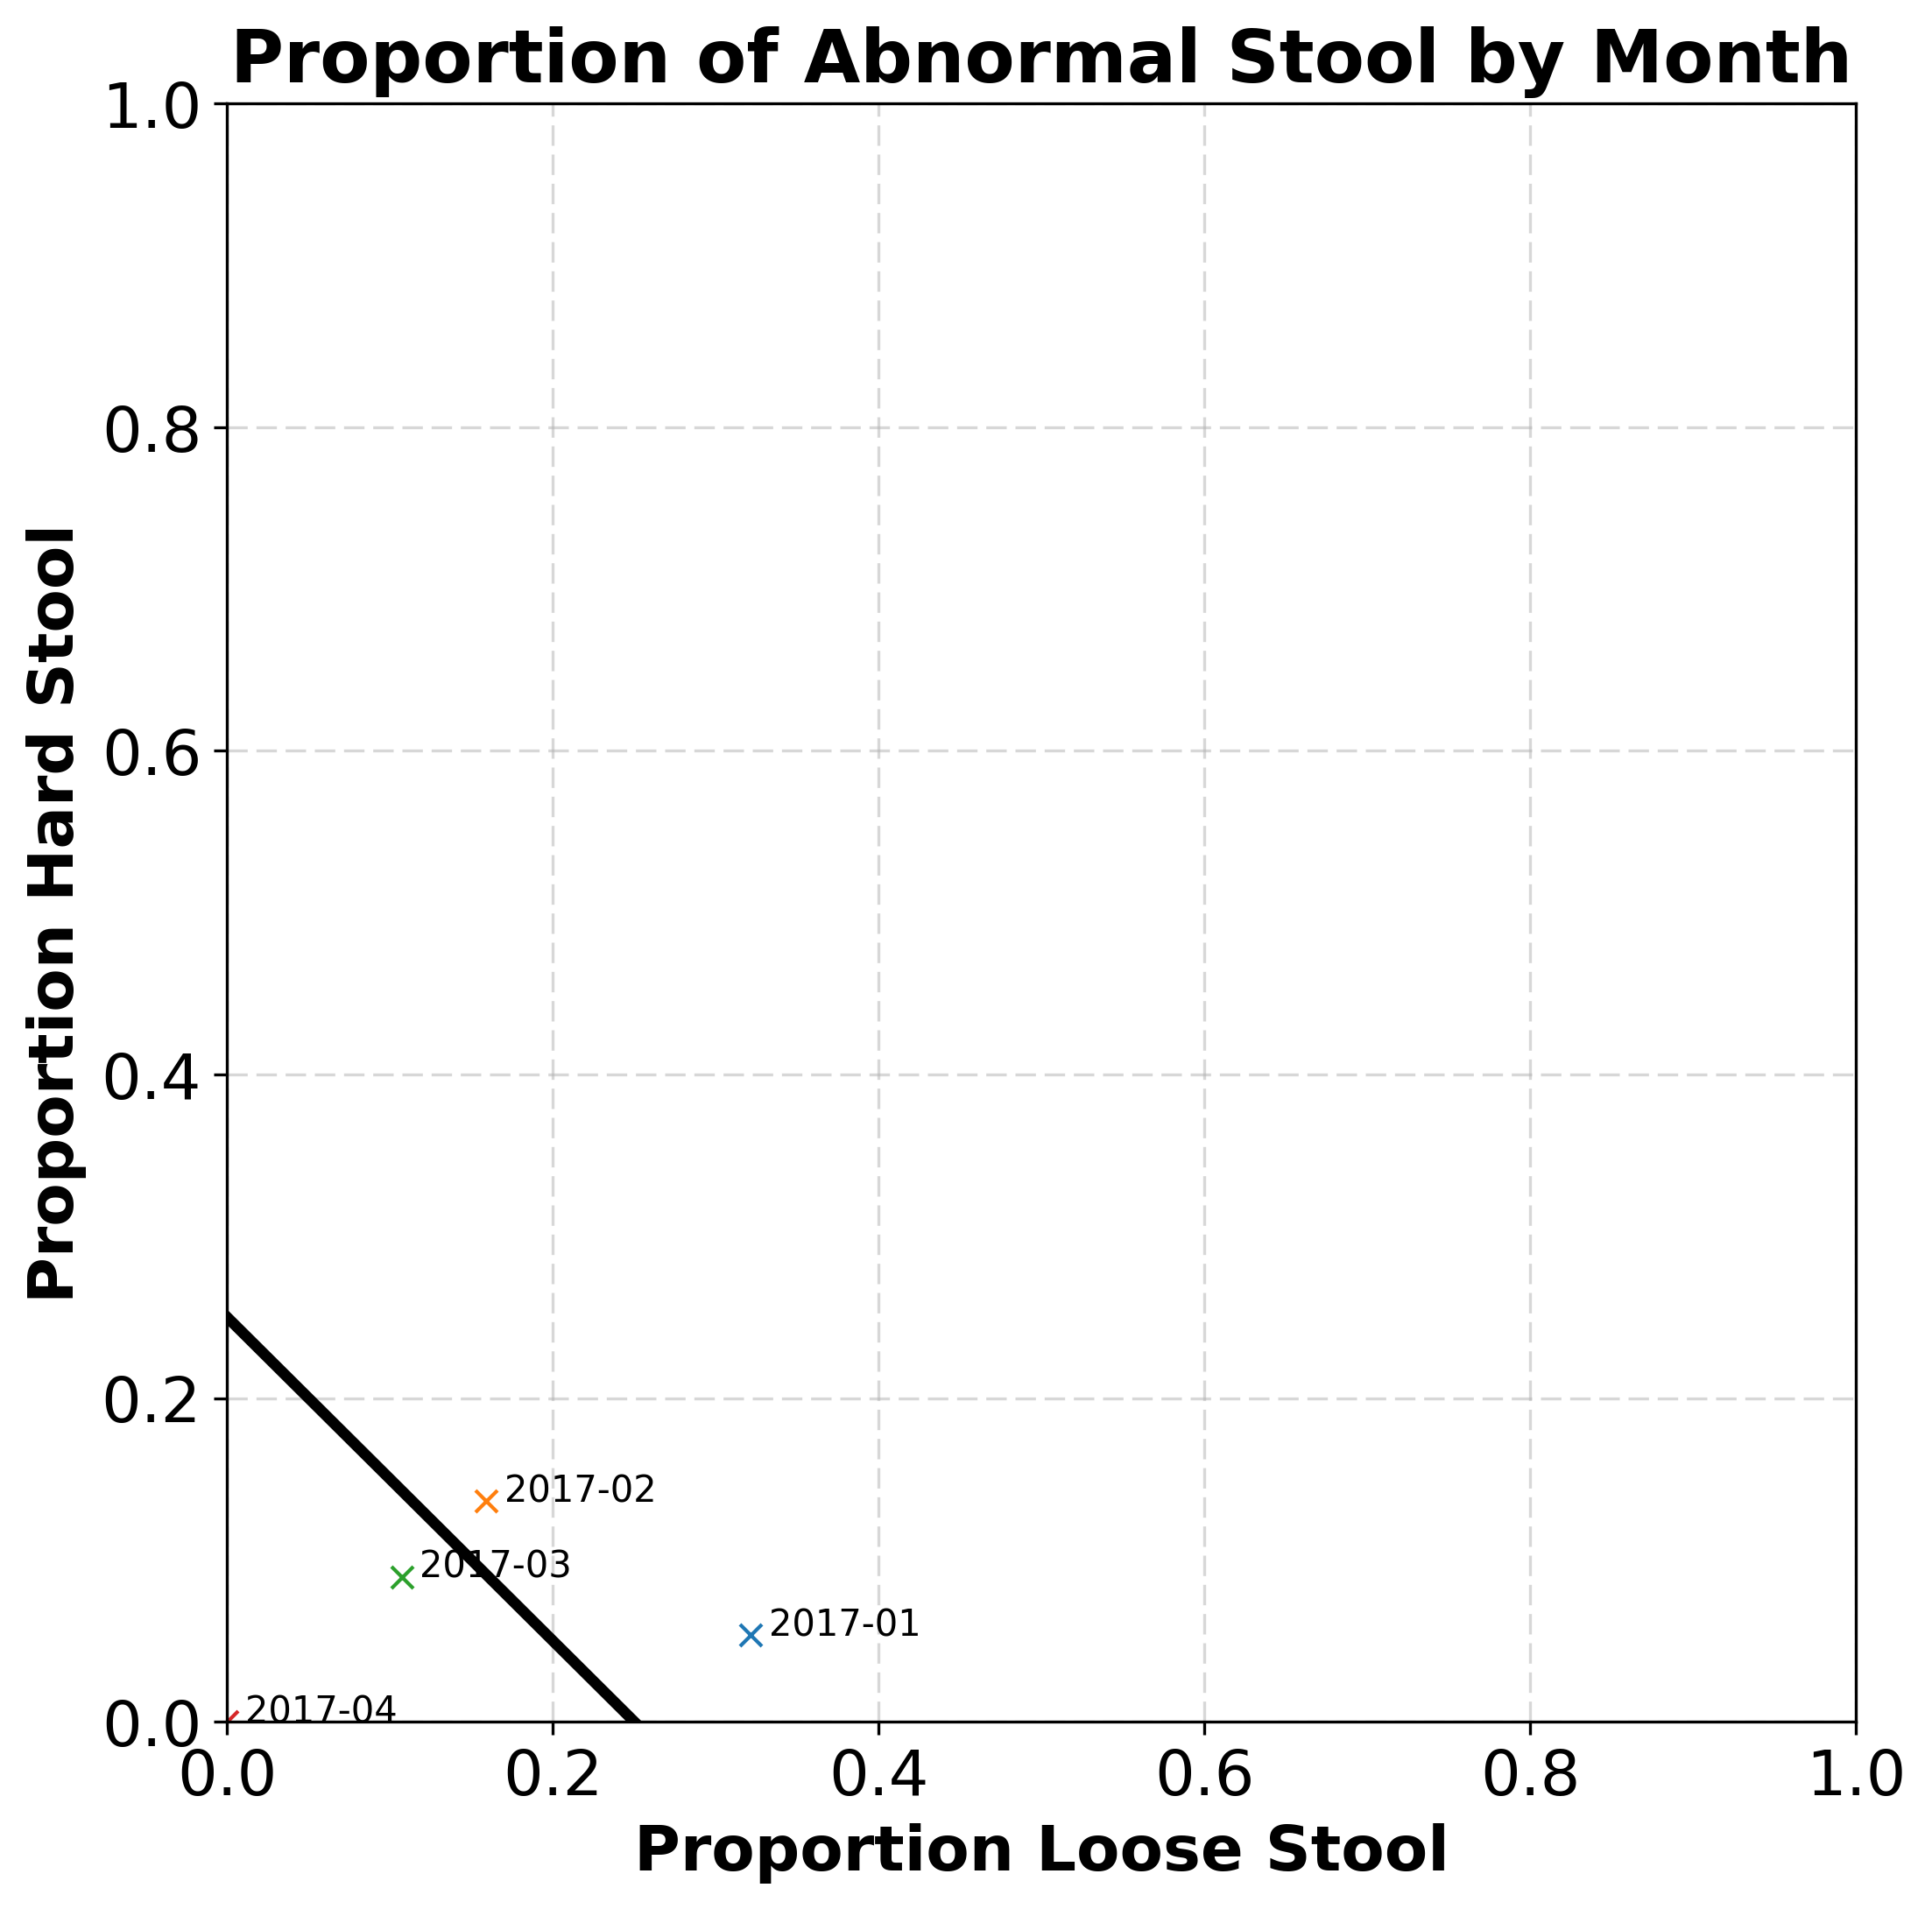 Proportion of Abnormal Stool by Month
1.0
0.8
0.6
0.4
0.2
0.0
Proportion Hard Stool
2017-02
2017-03
2017-01
2017-04
0.0 0.2 0.4 0.6 0.8 1.0
Proportion Loose Stool